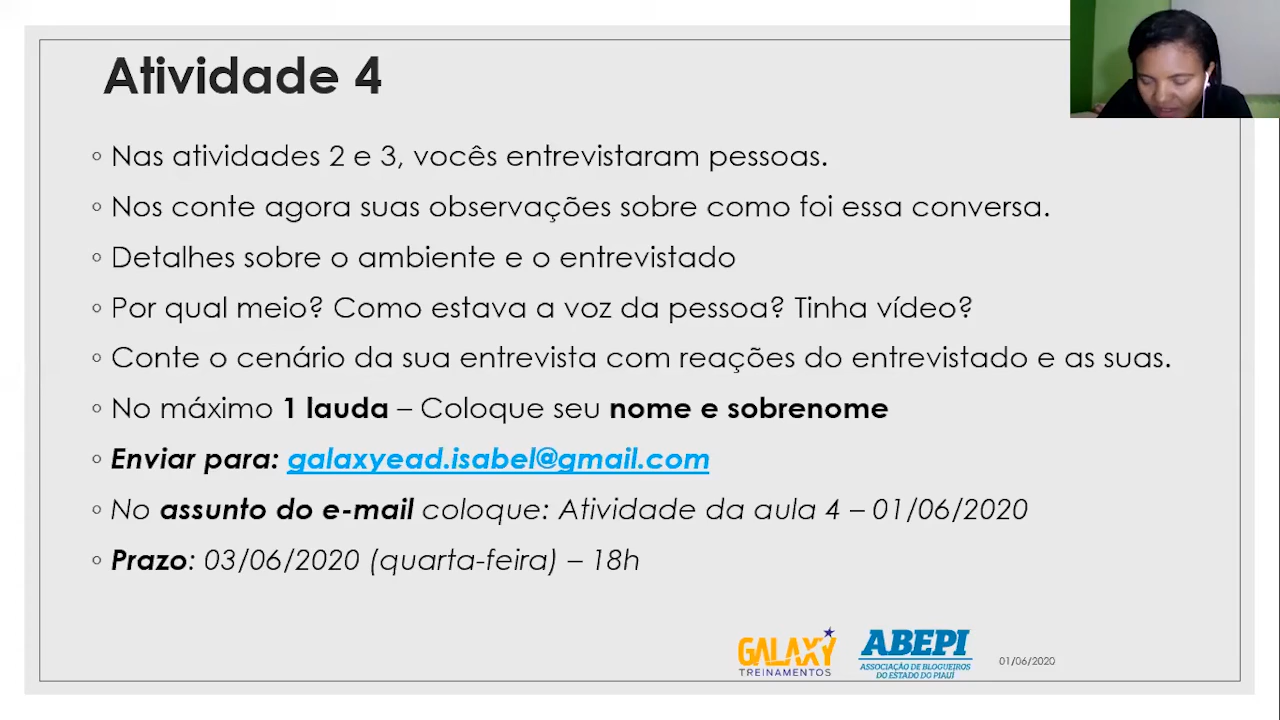 Atividade 4
◦ Nas atividades 2 e 3, vocês entrevistaram pessoas.
◦ Nos conte agora suas observações sobre como foi essa conversa.
◦ Detalhes sobre o ambiente e o entrevistado
◦ Por qual meio? Como estava a voz da pessoa? Tinha vídeo?
◦ Conte o cenário da sua entrevista com reações do entrevistado e as suas.
◦ No máximo 1 lauda – Coloque seu nome e sobrenome
◦ Enviar para: galaxyead.isabel@gmail.com
◦ No assunto do e-mail coloque: Atividade da aula 4 – 01/06/2020
◦ Prazo: 03/06/2020 (quarta-feira) – 18h
GALAXY
TREINAMENTOS
ABEPI
ASSOCIAÇÃO DE BLOGUEIROS
DO ESTADO DO PIAUÍ
01/06/2020